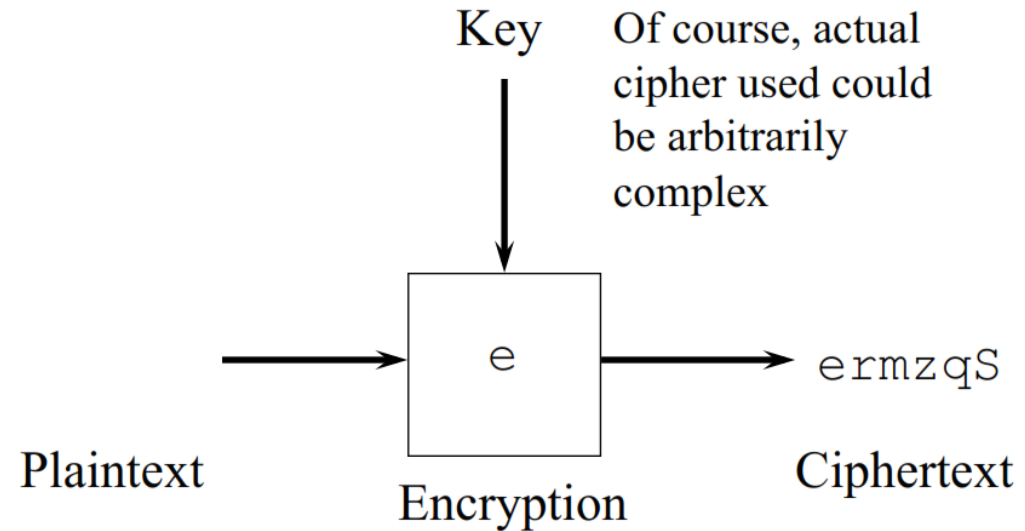 Key
Of course, actual
cipher used could
be arbitrarily
complex
e
ermzqS
Plaintext
Encryption
Ciphertext